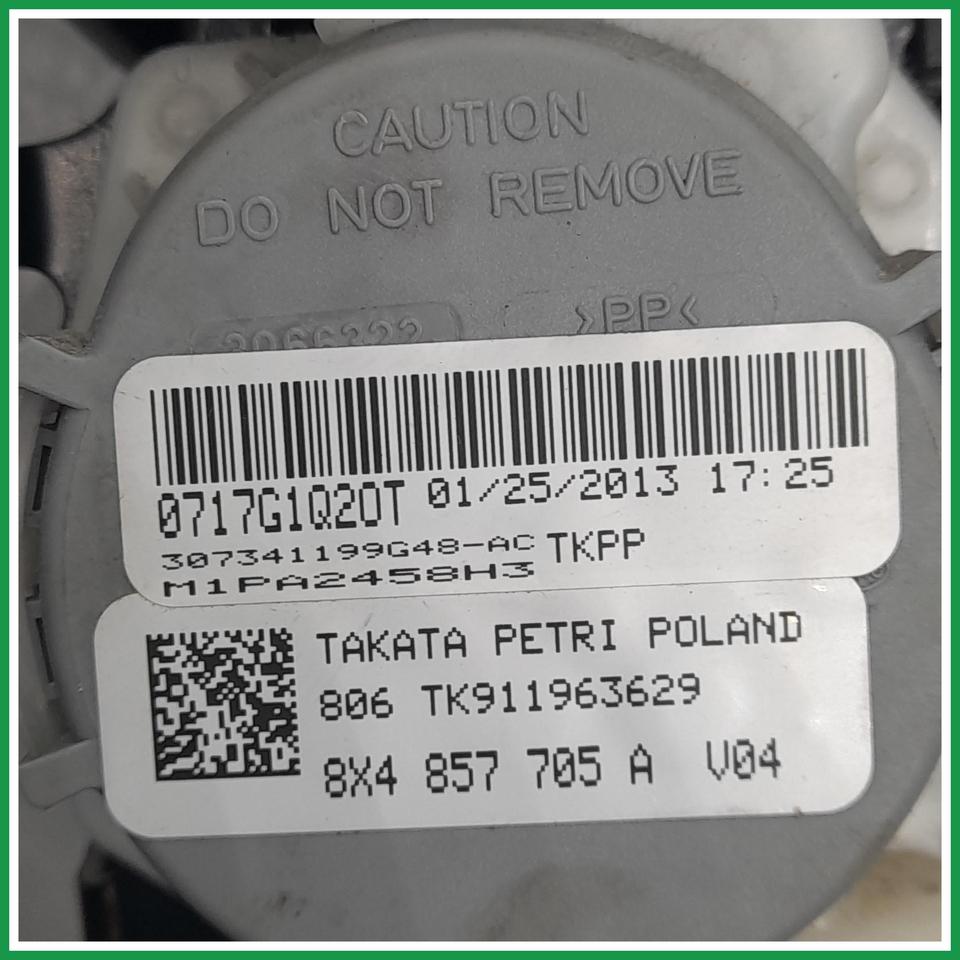 CAUTION
DO NOT REMOVE
>PP<
0717G1Q2OT 01/25/2013 17:25
307341199G48-AC TKPP
M1PA2458H3
TAKATA PETRI POLAND
806 TK911963629
8X4 857 705 A V04